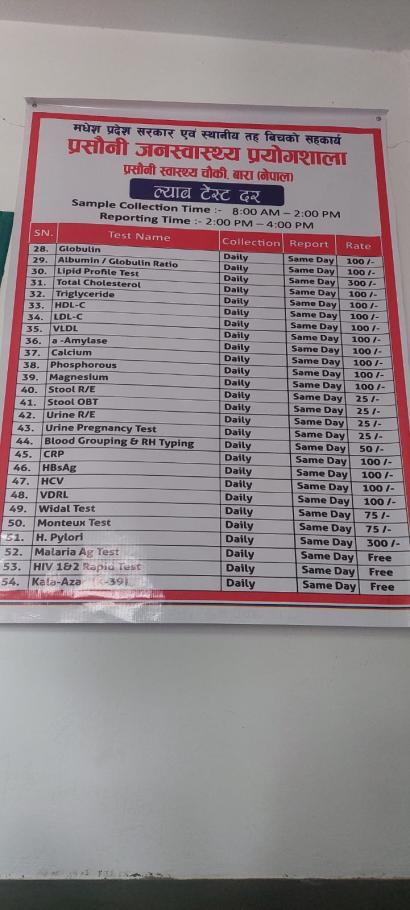 मधेश प्रदेश सरकार एवं स्थानीय तह बिचको सहकार्य
प्रसौनी जनस्वास्थ्य प्रयोगशाला
प्रसौनी स्वास्थ्य चौकी, बारा (नेपाल)
ल्याब टेस्ट दर
Sample Collection Time :- 8:00 AM – 2:00 PM
Reporting Time :- 2:00 PM – 4:00 PM
SN. Test Name Collection Report Rate
28. Globulin Daily Same Day 100 /-
29. Albumin / Globulin Ratio Daily Same Day 100 /-
30. Lipid Profile Test Daily Same Day 300 /-
31. Total Cholesterol Daily Same Day 100 /-
32. Triglyceride Daily Same Day 100 /-
33. HDL-C Daily Same Day 100 /-
34. LDL-C Daily Same Day 100 /-
35. VLDL Daily Same Day 100 /-
36. a -Amylase Daily Same Day 100 /-
37. Calcium Daily Same Day 100 /-
38. Phosphorous Daily Same Day 100 /-
39. Magnesium Daily Same Day 100 /-
40. Stool R/E Daily Same Day 25 /-
41. Stool OBT Daily Same Day 25 /-
42. Urine R/E Daily Same Day 25 /-
43. Urine Pregnancy Test Daily Same Day 25 /-
44. Blood Grouping & RH Typing Daily Same Day 50 /-
45. CRP Daily Same Day 100 /-
46. HBsAg Daily Same Day 100 /-
47. HCV Daily Same Day 100 /-
48. VDRL Daily Same Day 100 /-
49. Widal Test Daily Same Day 75 /-
50. Monteux Test Daily Same Day 75 /-
51. H. Pylori Daily Same Day 300 /-
52. Malaria Ag Test Daily Same Day Free
53. HIV 1&2 Rapid Test Daily Same Day Free
54. Kala-Azar Daily Same Day Free